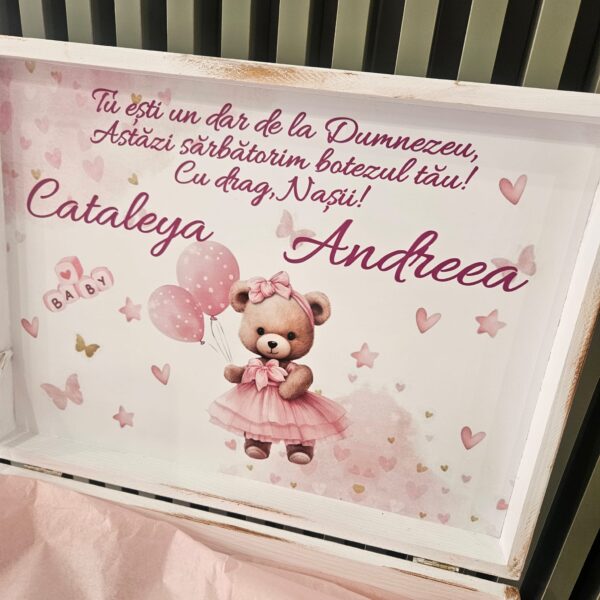 Tu ești un dar de la Dumnezeu,
Astăzi sărbătorim botezul tău!
Cu drag, Nașii!
Cataleya Andreea
BABY